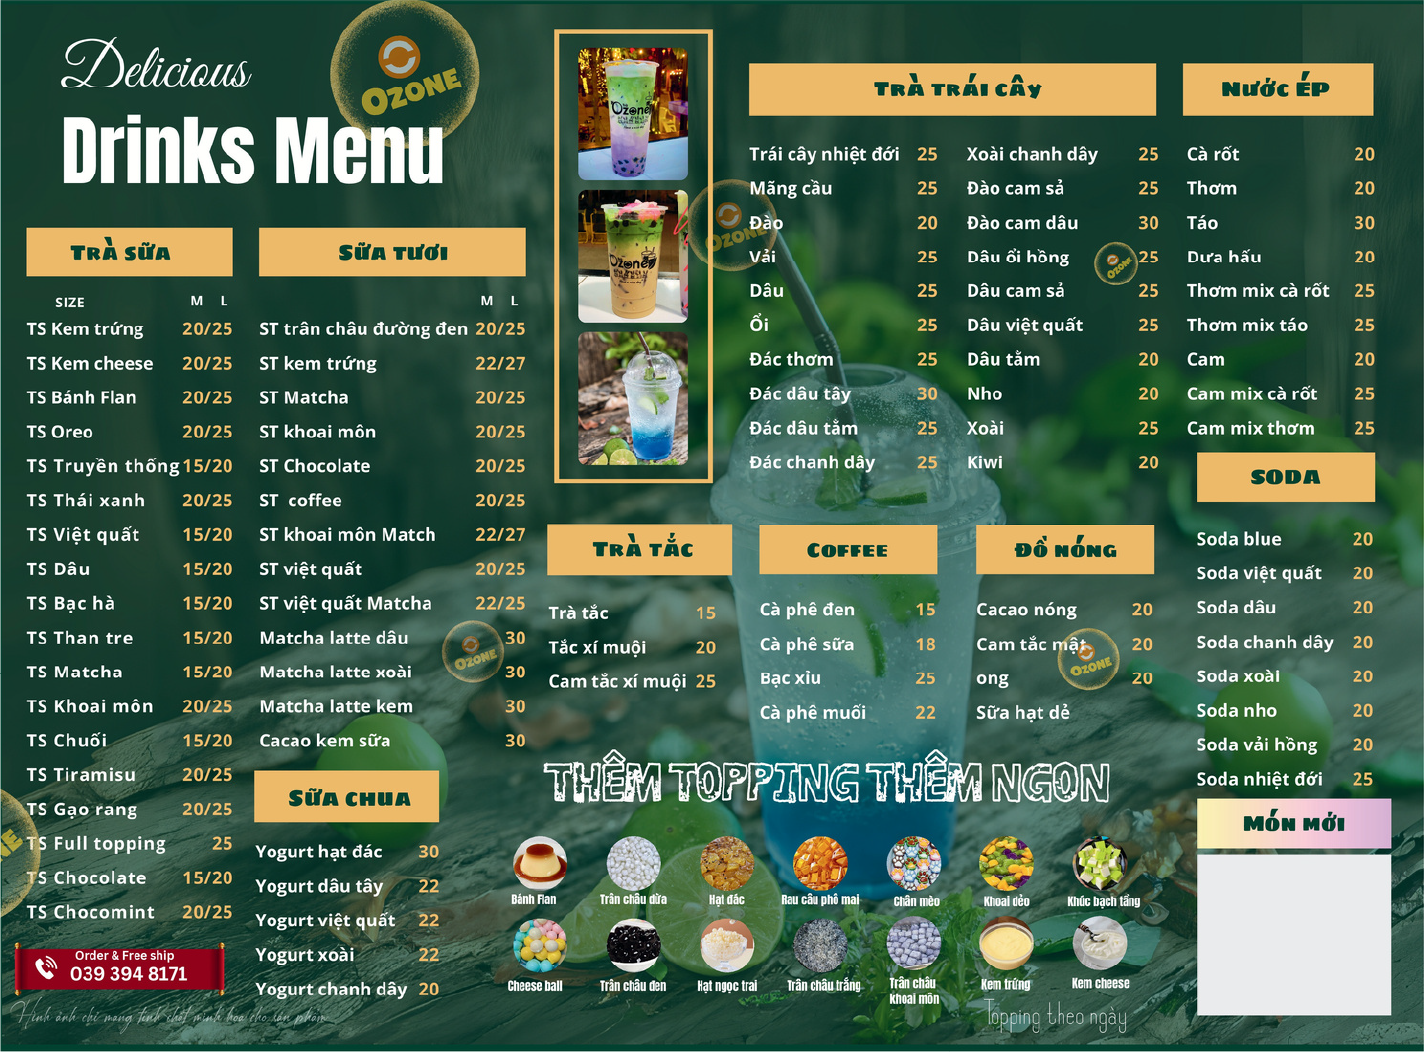 Delicious
OZONE
Drinks Menu
TRÀ SỮA
SIZE M L
TS Kem trứng 20/25
TS Kem cheese 20/25
TS Bánh Flan 20/25
TS Oreo 20/25
TS Truyền thống 15/20
TS Thái xanh 20/25
TS Việt quất 15/20
TS Dâu 15/20
TS Bạc hà 15/20
TS Than tre 15/20
TS Matcha 15/20
TS Khoai môn 20/25
TS Chuối 15/20
TS Tiramisu 20/25
TS Gạo rang 20/25
TS Full topping 25
TS Chocolate 15/20
TS Chocomint 20/25
Order & Free ship
039 394 8171
Hình ảnh chỉ mang tính chất minh họa cho sản phẩm
SỮA TƯƠI
M L
ST trân châu đường đen 20/25
ST kem trứng 22/27
ST Matcha 20/25
ST khoai môn 20/25
ST Chocolate 20/25
ST coffee 20/25
ST khoai môn Match 22/27
ST việt quất 20/25
ST việt quất Matcha 22/25
Matcha latte dâu 30
Matcha latte xoài 30
Matcha latte kem 30
Cacao kem sữa 30
OZONE
SỮA CHUA
Yogurt hạt đác 30
Yogurt dâu tây 22
Yogurt việt quất 22
Yogurt xoài 22
Yogurt chanh dây 20
Ozone
Ozone
OZONE
TRÀ TRÁI CÂY
Trái cây nhiệt đới 25
Mãng cầu 25
Đào 20
Vải 25
Dâu 25
Ổi 25
Đác thơm 25
Đác dâu tây 30
Đác dâu tằm 25
Đác chanh dây 25
Xoài chanh dây 25
Đào cam sả 25
Đào cam dâu 30
Dâu ổi hồng 25
Dâu cam sả 25
Dâu việt quất 25
Dâu tằm 20
Nho 20
Xoài 25
Kiwi 20
OZONE
NƯỚC ÉP
Cà rốt 20
Thơm 20
Táo 30
Dưa hấu 20
Thơm mix cà rốt 25
Thơm mix táo 25
Cam 20
Cam mix cà rốt 25
Cam mix thơm 25
TRÀ TẮC
Trà tắc 15
Tắc xí muội 20
Cam tắc xí muội 25
COFFEE
Cà phê đen 15
Cà phê sữa 18
Bạc xỉu 25
Cà phê muối 22
ĐỒ NÓNG
Cacao nóng 20
Cam tắc mật 20
ong 20
Sữa hạt dẻ
OZONE
SODA
Soda blue 20
Soda việt quất 20
Soda dâu 20
Soda chanh dây 20
Soda xoài 20
Soda nho 20
Soda vải hồng 20
Soda nhiệt đới 25
MÓN MỚI
THÊM TOPPING THÊM NGON
Bánh Flan Trân châu dừa Hạt đác Rau câu phô mai Chân mèo Khoai dẻo Khúc bạch tầng
Cheese ball Trân châu đen Hạt ngọc trai Trân châu trắng Trân châu khoai môn Kem trứng Kem cheese
Topping theo ngày